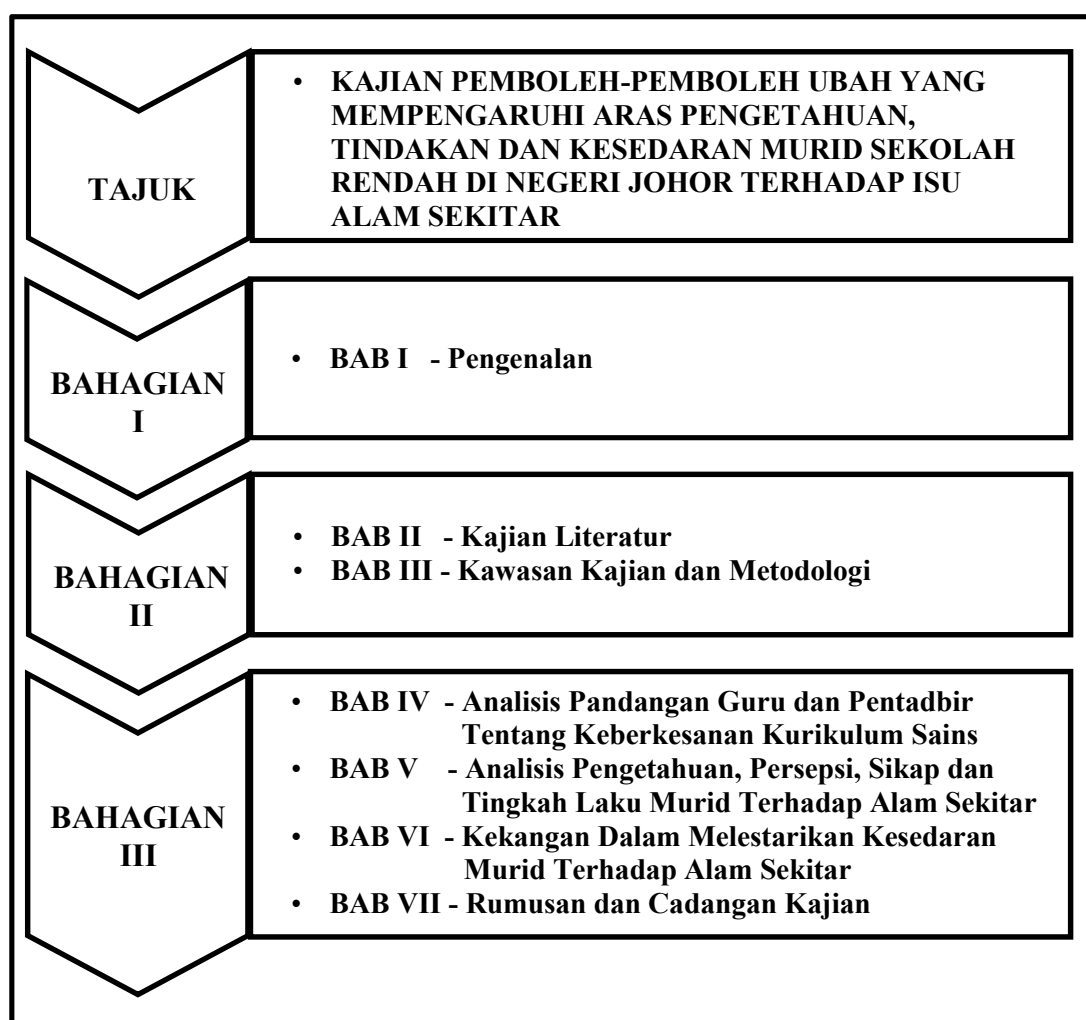 TAJUK
• KAJIAN PEMBOLEH-PEMBOLEH UBAH YANG
MEMPENGARUHI ARAS PENGETAHUAN,
TINDAKAN DAN KESEDARAN MURID SEKOLAH
RENDAH DI NEGERI JOHOR TERHADAP ISU
ALAM SEKITAR
BAHAGIAN
I
• BAB I - Pengenalan
BAHAGIAN
II
• BAB II - Kajian Literatur
• BAB III - Kawasan Kajian dan Metodologi
BAHAGIAN
III
• BAB IV - Analisis Pandangan Guru dan Pentadbir
Tentang Keberkesanan Kurikulum Sains
• BAB V - Analisis Pengetahuan, Persepsi, Sikap dan
Tingkah Laku Murid Terhadap Alam Sekitar
• BAB VI - Kekangan Dalam Melestarikan Kesedaran
Murid Terhadap Alam Sekitar
• BAB VII - Rumusan dan Cadangan Kajian